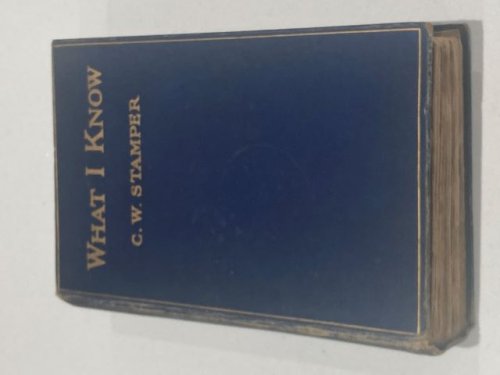 WHAT I KNOW
C. W. STAMPER